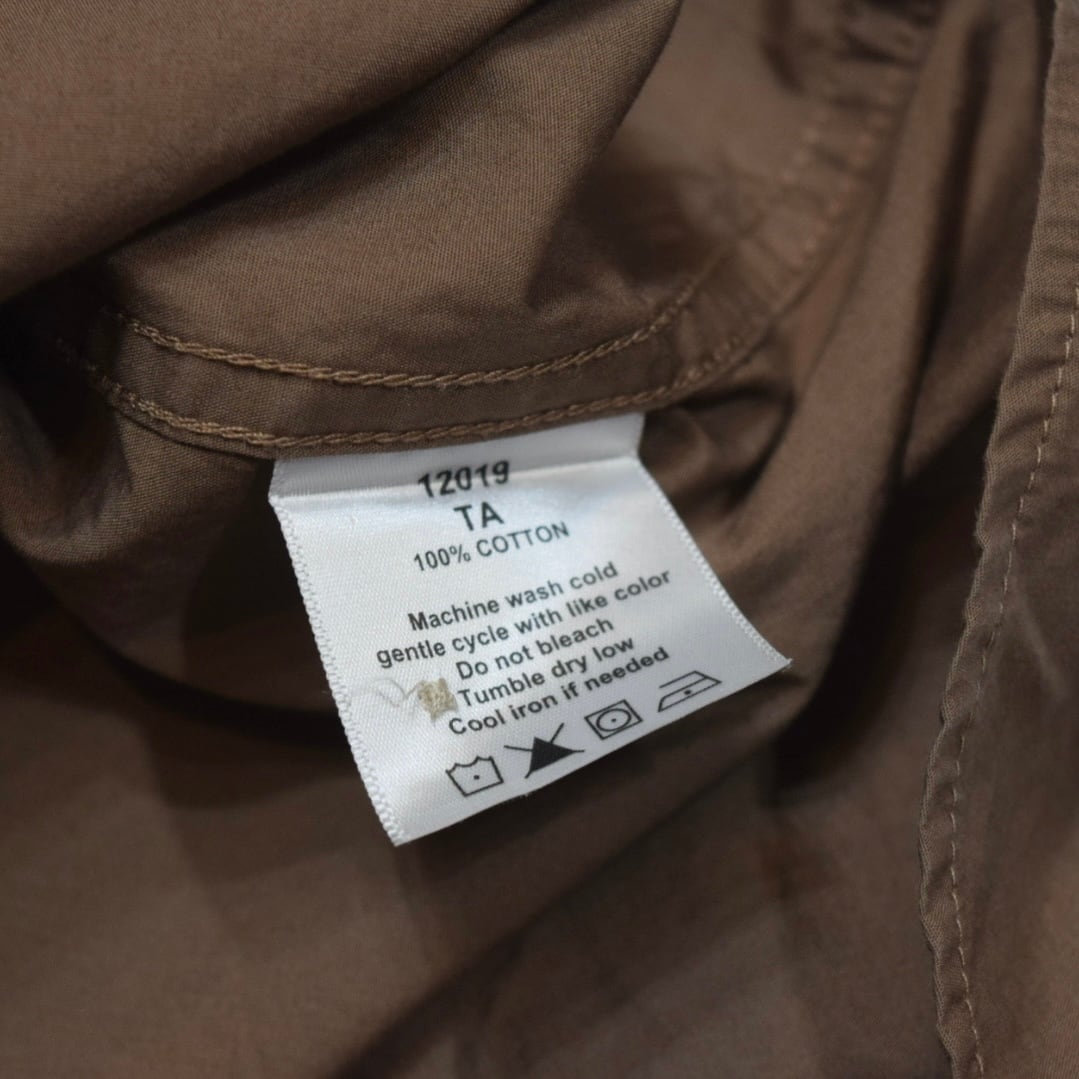 12019
TA
100% COTTON
Machine wash cold
gentle cycle with like color
Do not bleach
Tumble dry low
Cool iron if needed